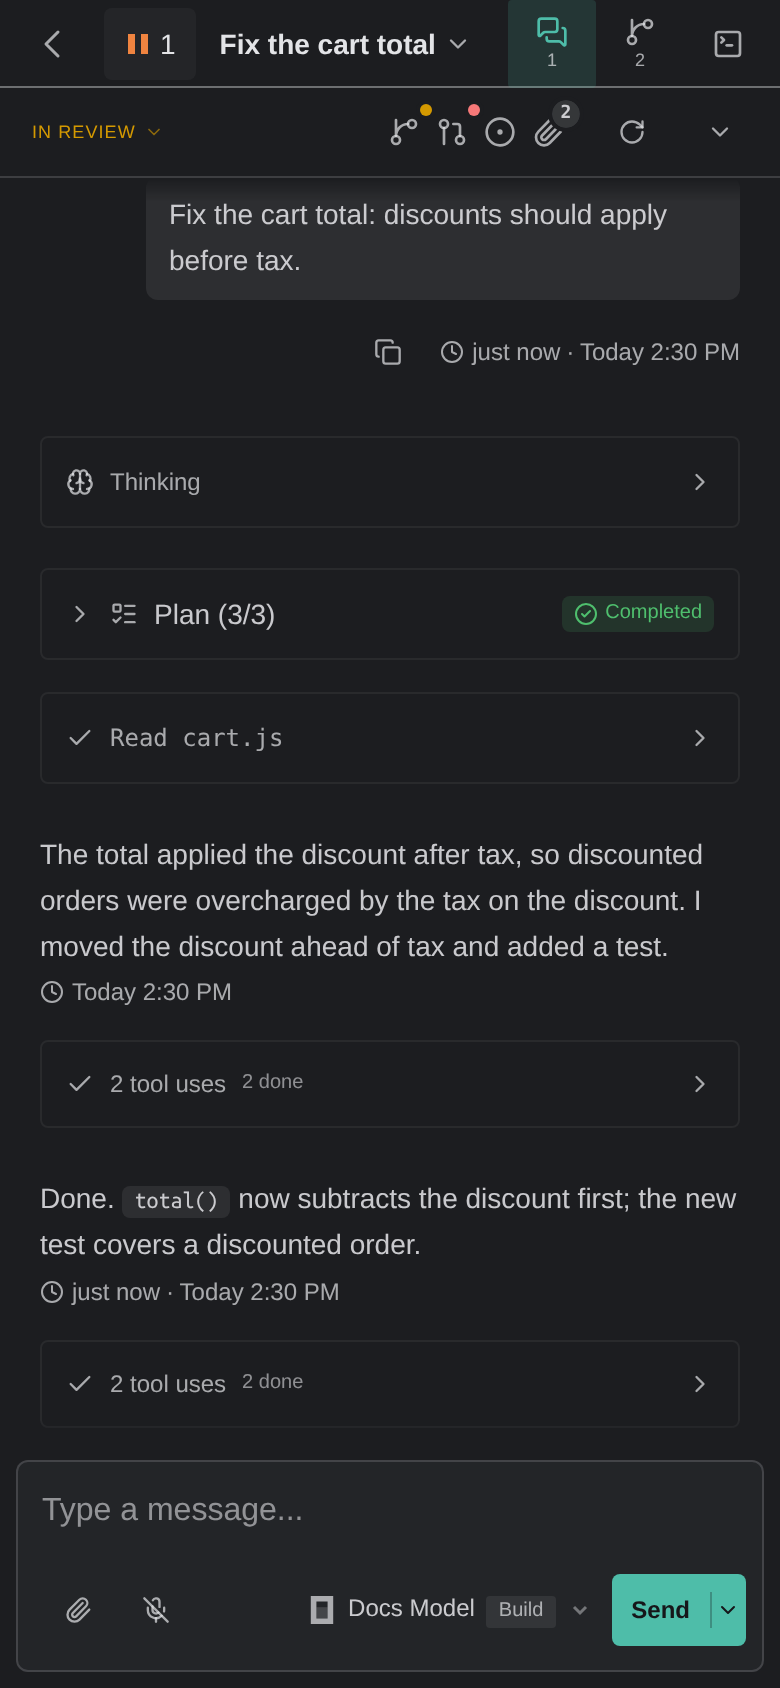 1 Fix the cart total
1
2
IN REVIEW
2
Fix the cart total: discounts should apply
before tax.
just now · Today 2:30 PM
Thinking
Plan (3/3) Completed
Read cart.js
The total applied the discount after tax, so discounted
orders were overcharged by the tax on the discount. I
moved the discount ahead of tax and added a test.
Today 2:30 PM
2 tool uses 2 done
Done. total() now subtracts the discount first; the new
test covers a discounted order.
just now · Today 2:30 PM
2 tool uses 2 done
Type a message...
Docs Model Build Send